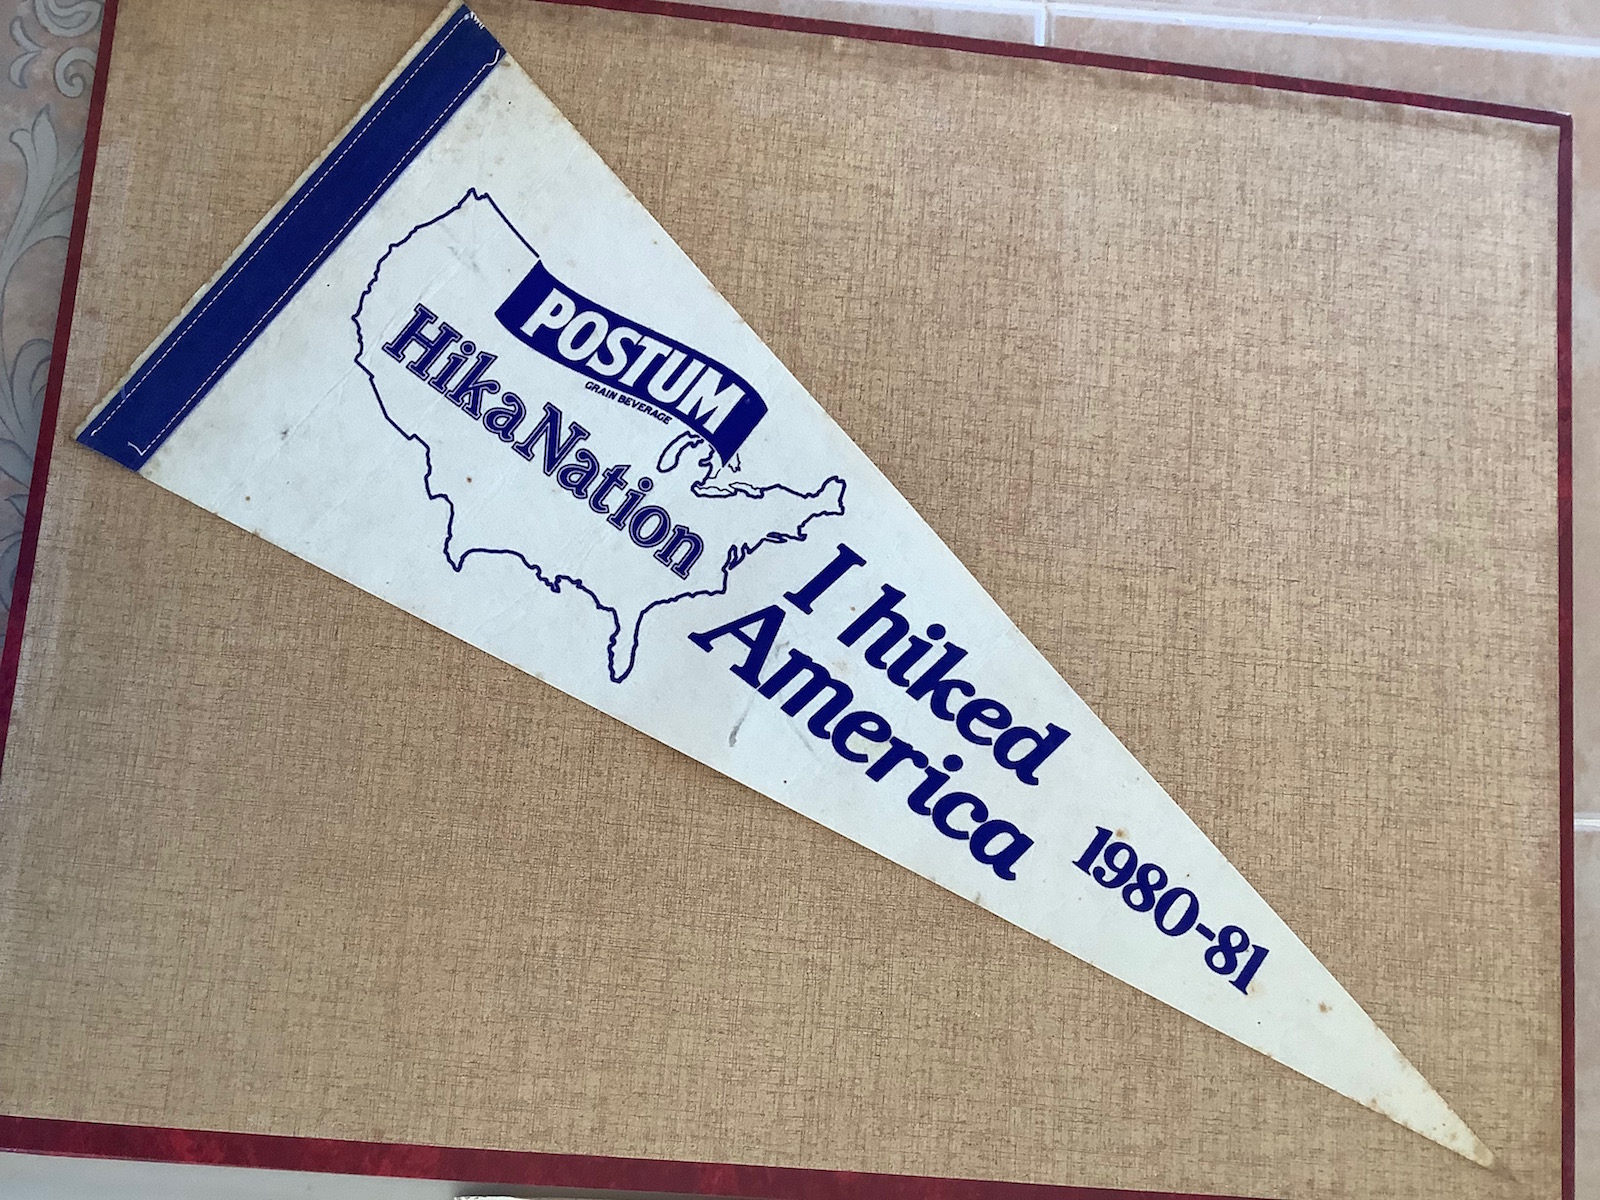 POSTUM
GRAIN BEVERAGE
HikaNation
I hiked
America
1980-81